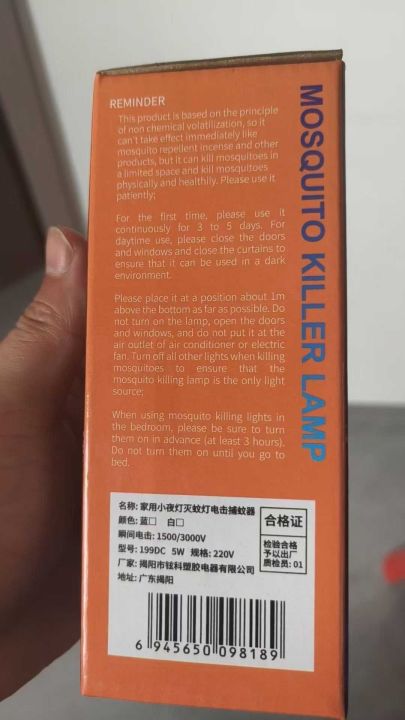 REMINDER
This product is based on the principle
of non chemical volatilization, so it
can't take effect immediately like
mosquito repellent incense and other
products, but it can kill mosquitoes in
a limited space and kill mosquitoes
physically and healthily. Please use it
patiently;
For the first time, please use it
continuously for 3 to 5 days. For
daytime use, please close the doors
and windows and close the curtains to
ensure that it can be used in a dark
environment.
Please place it at a position about 1m
above the bottom as far as possible. Do
not turn on the lamp, open the doors
and windows, and do not put it at the
air outlet of air conditioner or electric
fan. Turn off all other lights when killing
mosquitoes to ensure that the
mosquito killing lamp is the only light
source;
When using mosquito killing lights in
the bedroom, please be sure to turn
them on in advance (at least 3 hours).
Do not turn them on until you go to
bed.
MOSQUITO KILLER LAMP
名称: 家用小夜灯灭蚊灯电击捕蚊器
颜色: 蓝□ 白□
瞬间电击: 1500/3000V
型号: 199DC 5W 规格: 220V
厂家: 揭阳市铉科塑胶电器有限公司
地址: 广东揭阳
合格证
检验合格
予以出厂
质检员: 01
6 945650 098189